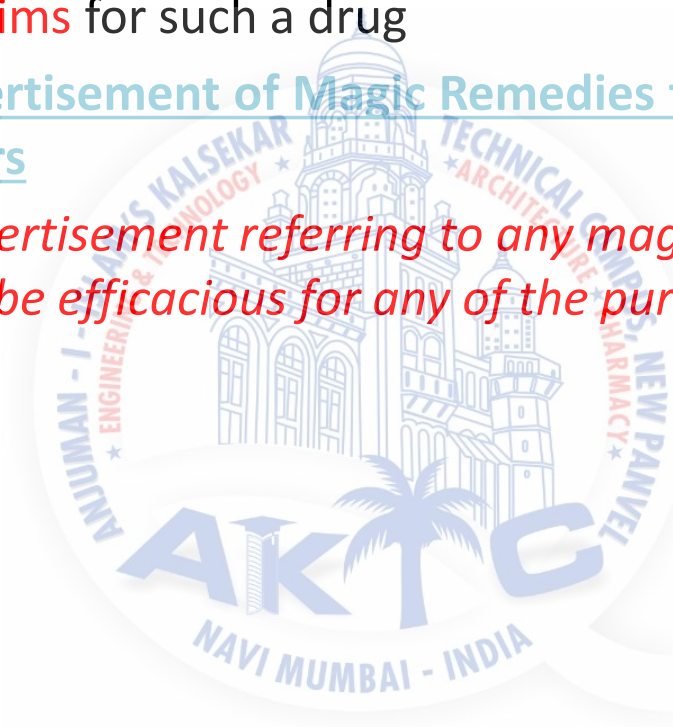 ims for such a drug
ertisement of Magic Remedies
rs
ertisement referring to any mag
be efficacious for any of the pur
ANJUMAN - I - ISLAM'S KALSEKAR TECHNICAL CAMPUS, NEW PANVEL
★ ENGINEERING & TECHNOLOGY ★ ★ ARCHITECTURE ★ PHARMACY ★
AKTC
NAVI MUMBAI - INDIA